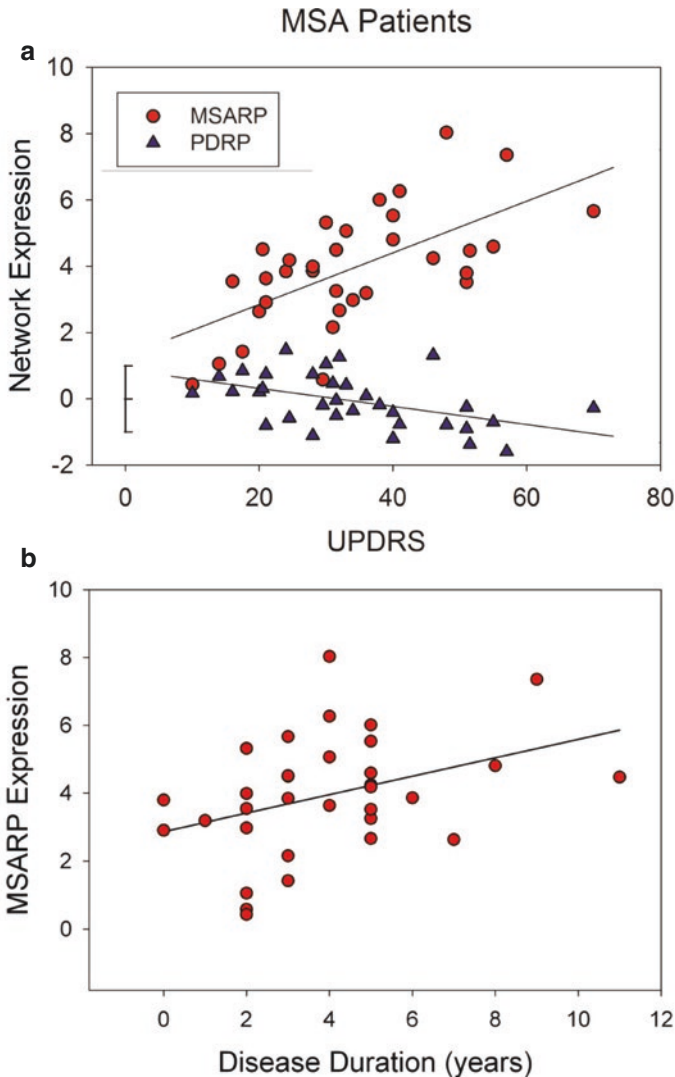 MSA Patients
a
10
8
6
4
2
0
-2
Network Expression
MSARP
PDRP
0
20
40
60
80
UPDRS
b
10
8
6
4
2
0
MSARP Expression
0
2
4
6
8
10
12
Disease Duration (years)